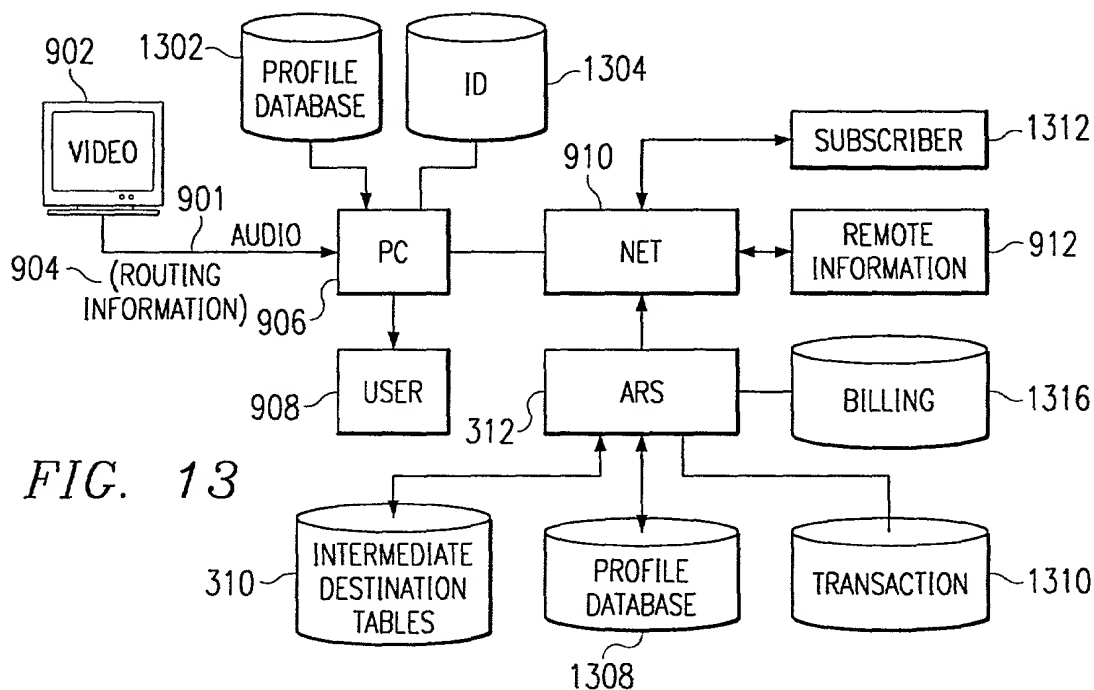 902
1302
PROFILE
DATABASE
ID
1304
VIDEO
901
AUDIO
904
(ROUTING
INFORMATION)
PC
906
910
NET
SUBSCRIBER
1312
REMOTE
INFORMATION
912
USER
908
ARS
312
BILLING
1316
FIG. 13
310
INTERMEDIATE
DESTINATION
TABLES
PROFILE
DATABASE
1308
TRANSACTION
1310